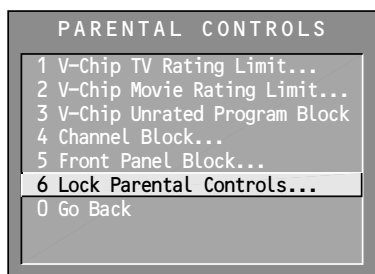 PARENTAL CONTROLS
1 V-Chip TV Rating Limit...
2 V-Chip Movie Rating Limit...
3 V-Chip Unrated Program Block
4 Channel Block...
5 Front Panel Block...
6 Lock Parental Controls...
0 Go Back